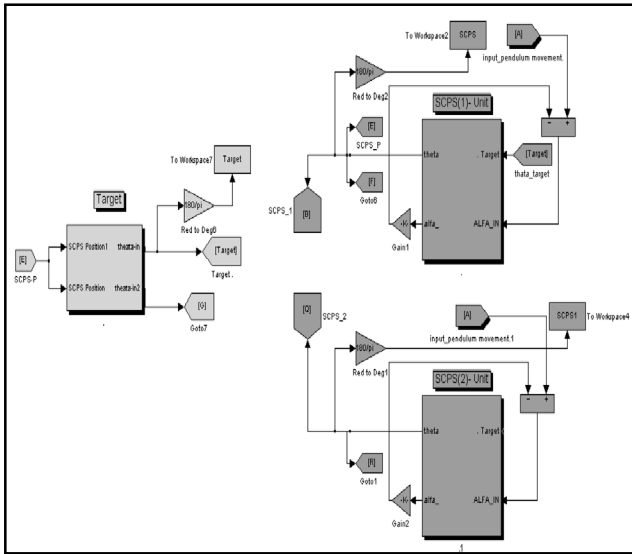 Target
[E]
SCPS-P
SCPS Position1
SCPS Position
theata-in
theata-in2
To Workspace7
Target
180/pi
Red to Deg8
[Target]
Target .
[G]
Goto7
To Workspace2
SCPS
[A]
input_pendulum movement.
180/pi
Red to Deg2
SCPS(1)- Unit
[E]
SCPS_P
[F]
Goto8
[B]
SCPS_1
theta
. Target
alfa_
ALFA_IN
[Target]
thata_target
-K-
Gain1
- +
[Q]
SCPS_2
[A]
input_pendulum movement.1
SCPS1
To Workspace4
180/pi
Red to Deg1
SCPS(2)- Unit
theta
. Target
alfa_
ALFA_IN
[R]
Goto1
-K-
Gain2
- +
.1